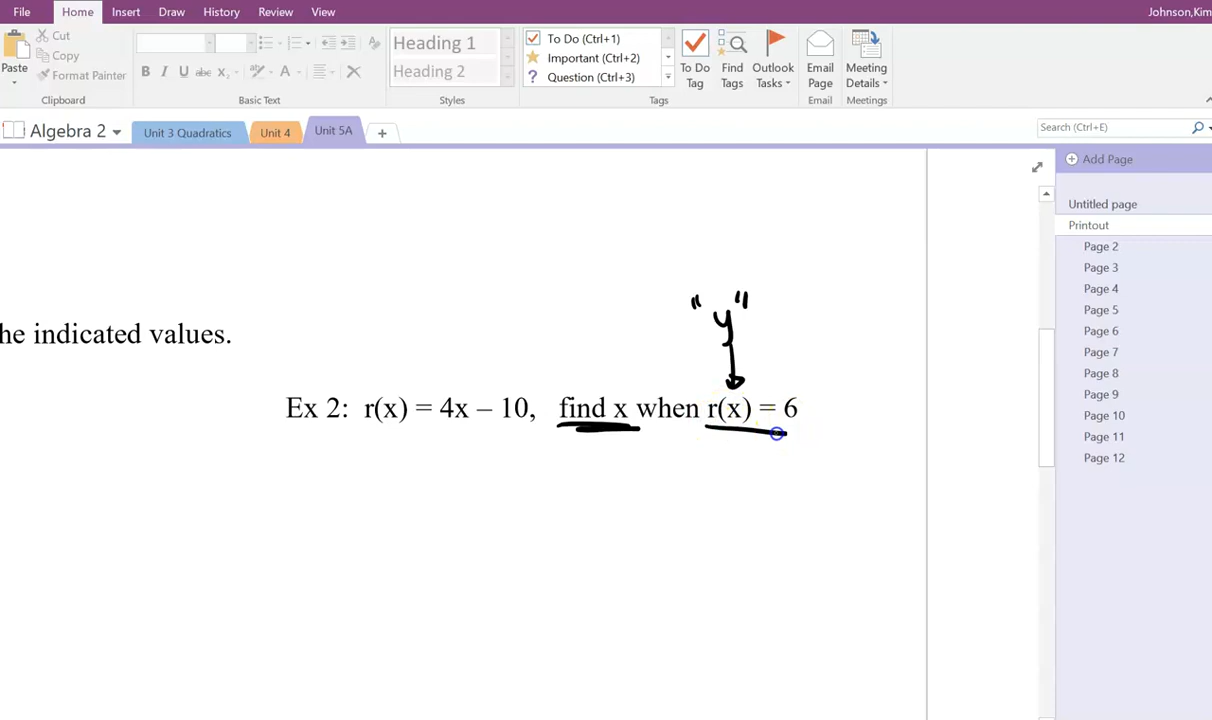 File Home Insert Draw History Review View Johnson,Kim
Paste
Cut
Copy
Format Painter
Clipboard
B I U abc x
A
Basic Text
Heading 1
Heading 2
Styles
To Do (Ctrl+1)
Important (Ctrl+2)
Question (Ctrl+3)
To Do Tag
Find Tags
Outlook Tasks
Tags
Email Page
Email
Meeting Details
Meetings
Algebra 2 Unit 3 Quadratics Unit 4 Unit 5A +
Search (Ctrl+E)
Add Page
Untitled page
Printout
Page 2
Page 3
Page 4
Page 5
Page 6
Page 7
Page 8
Page 9
Page 10
Page 11
Page 12
he indicated values.
"y"
Ex 2: r(x) = 4x – 10, find x when r(x) = 6